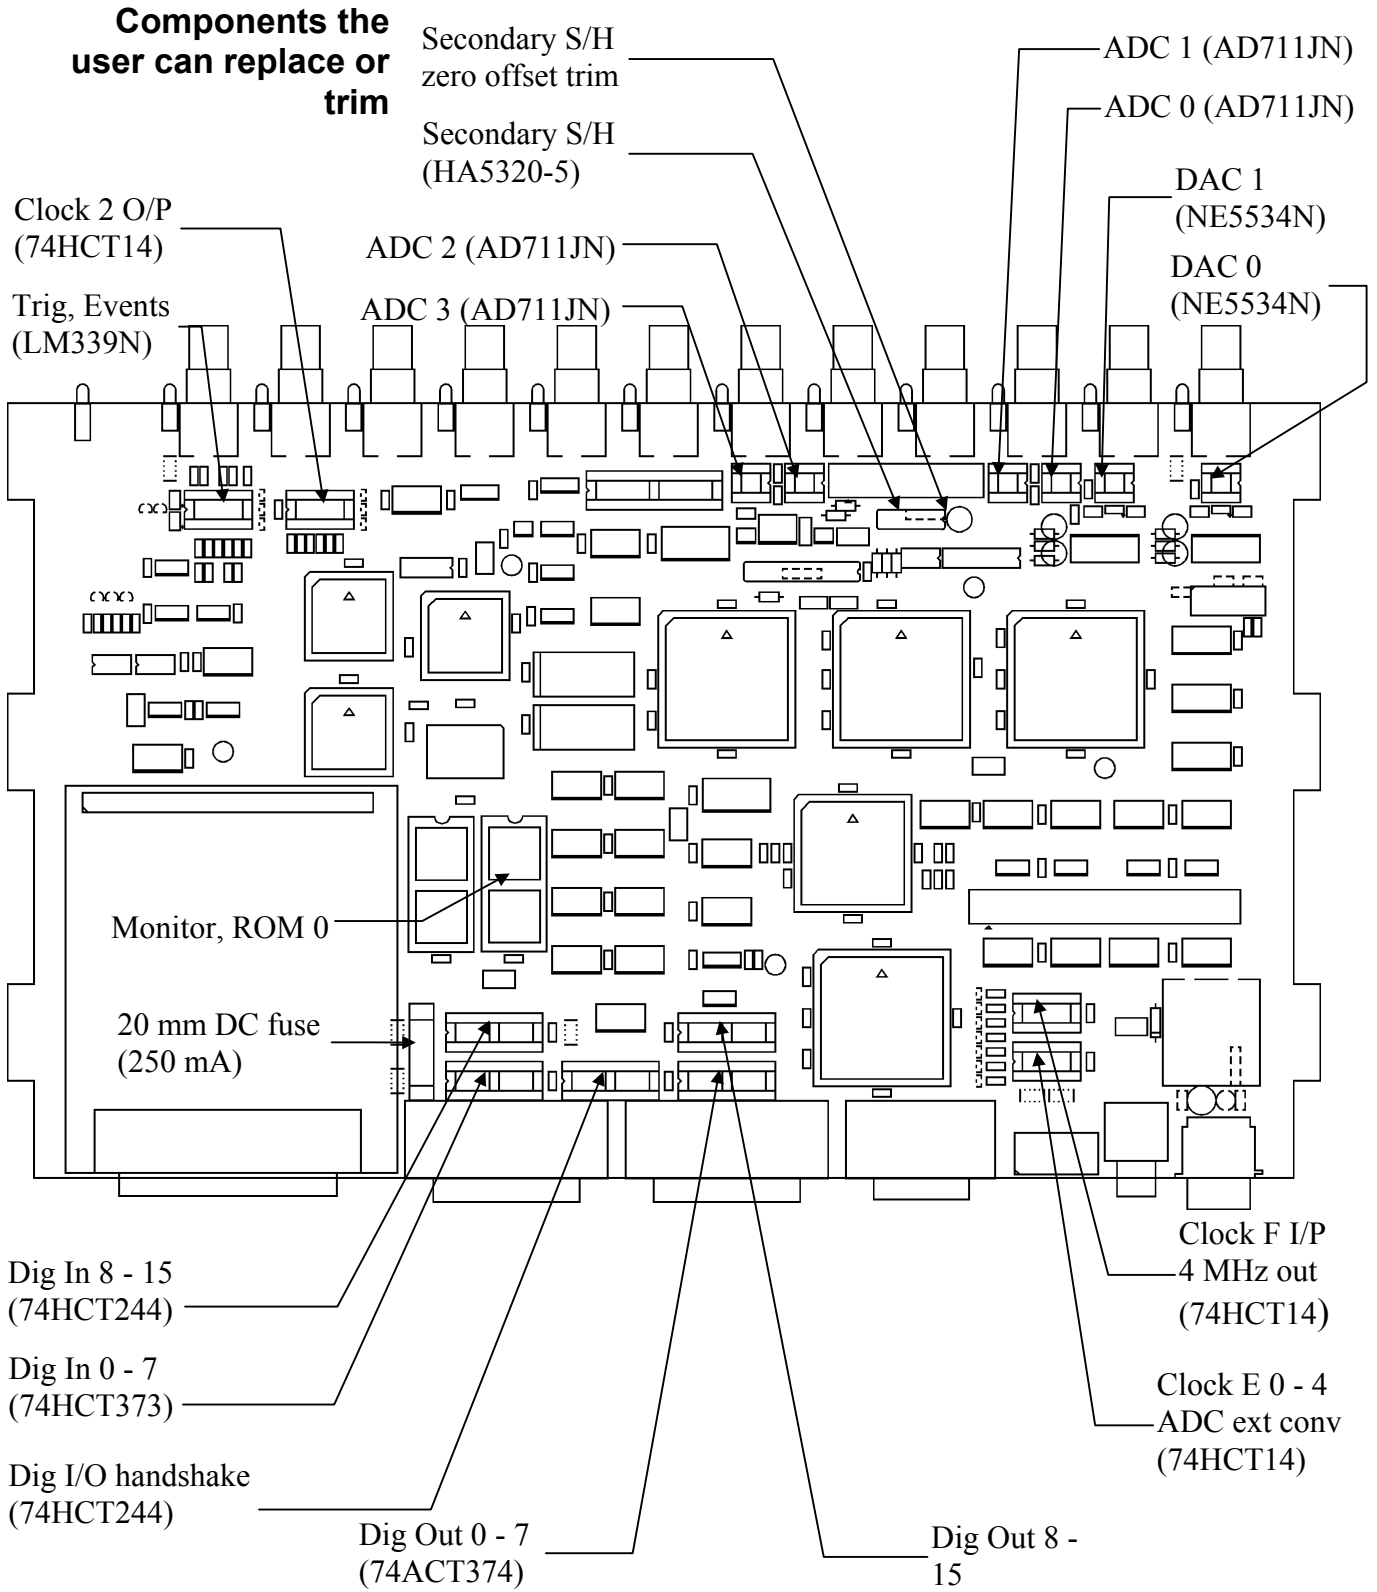 Components the
user can replace or
trim
Secondary S/H
zero offset trim
Secondary S/H
(HA5320-5)
ADC 1 (AD711JN)
ADC 0 (AD711JN)
DAC 1
(NE5534N)
DAC 0
(NE5534N)
Clock 2 O/P
(74HCT14)
ADC 2 (AD711JN)
Trig, Events
(LM339N)
ADC 3 (AD711JN)
Monitor, ROM 0
20 mm DC fuse
(250 mA)
Dig In 8 - 15
(74HCT244)
Dig In 0 - 7
(74HCT373)
Dig I/O handshake
(74HCT244)
Dig Out 0 - 7
(74ACT374)
Dig Out 8 -
15
Clock F I/P
4 MHz out
(74HCT14)
Clock E 0 - 4
ADC ext conv
(74HCT14)